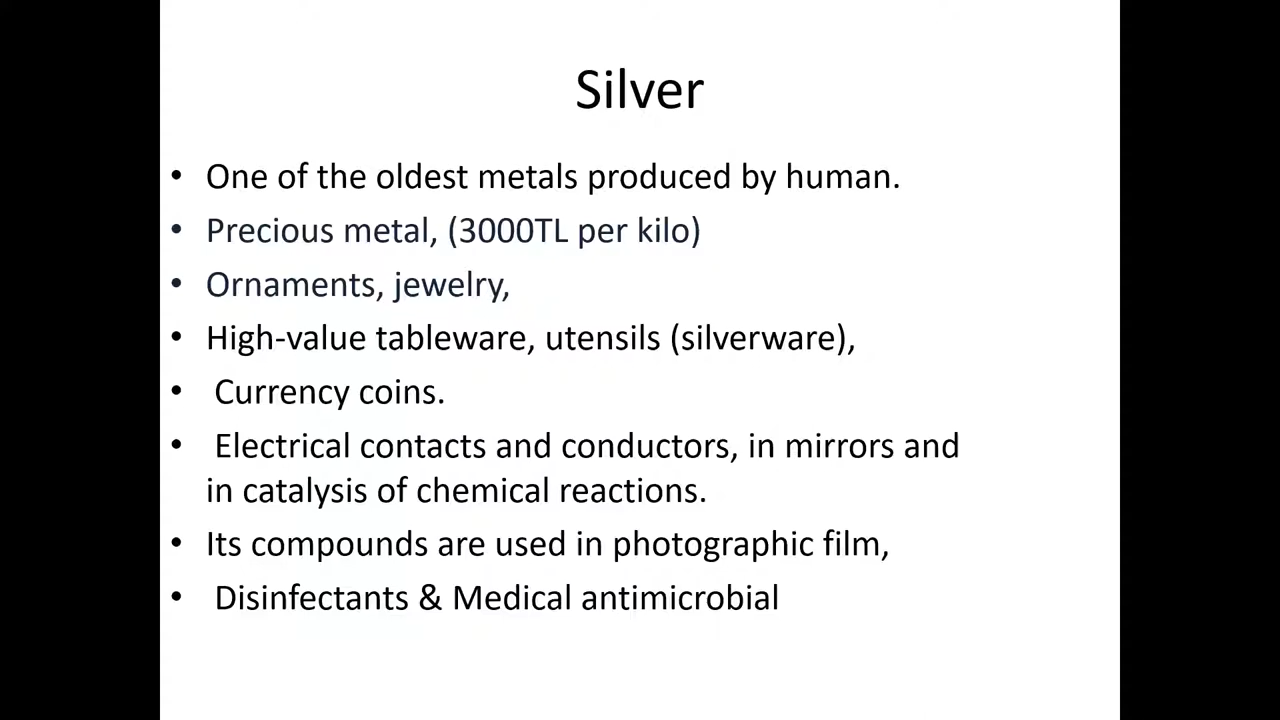 Silver
• One of the oldest metals produced by human.
• Precious metal, (3000TL per kilo)
• Ornaments, jewelry,
• High-value tableware, utensils (silverware),
• Currency coins.
• Electrical contacts and conductors, in mirrors and
in catalysis of chemical reactions.
• Its compounds are used in photographic film,
• Disinfectants & Medical antimicrobial